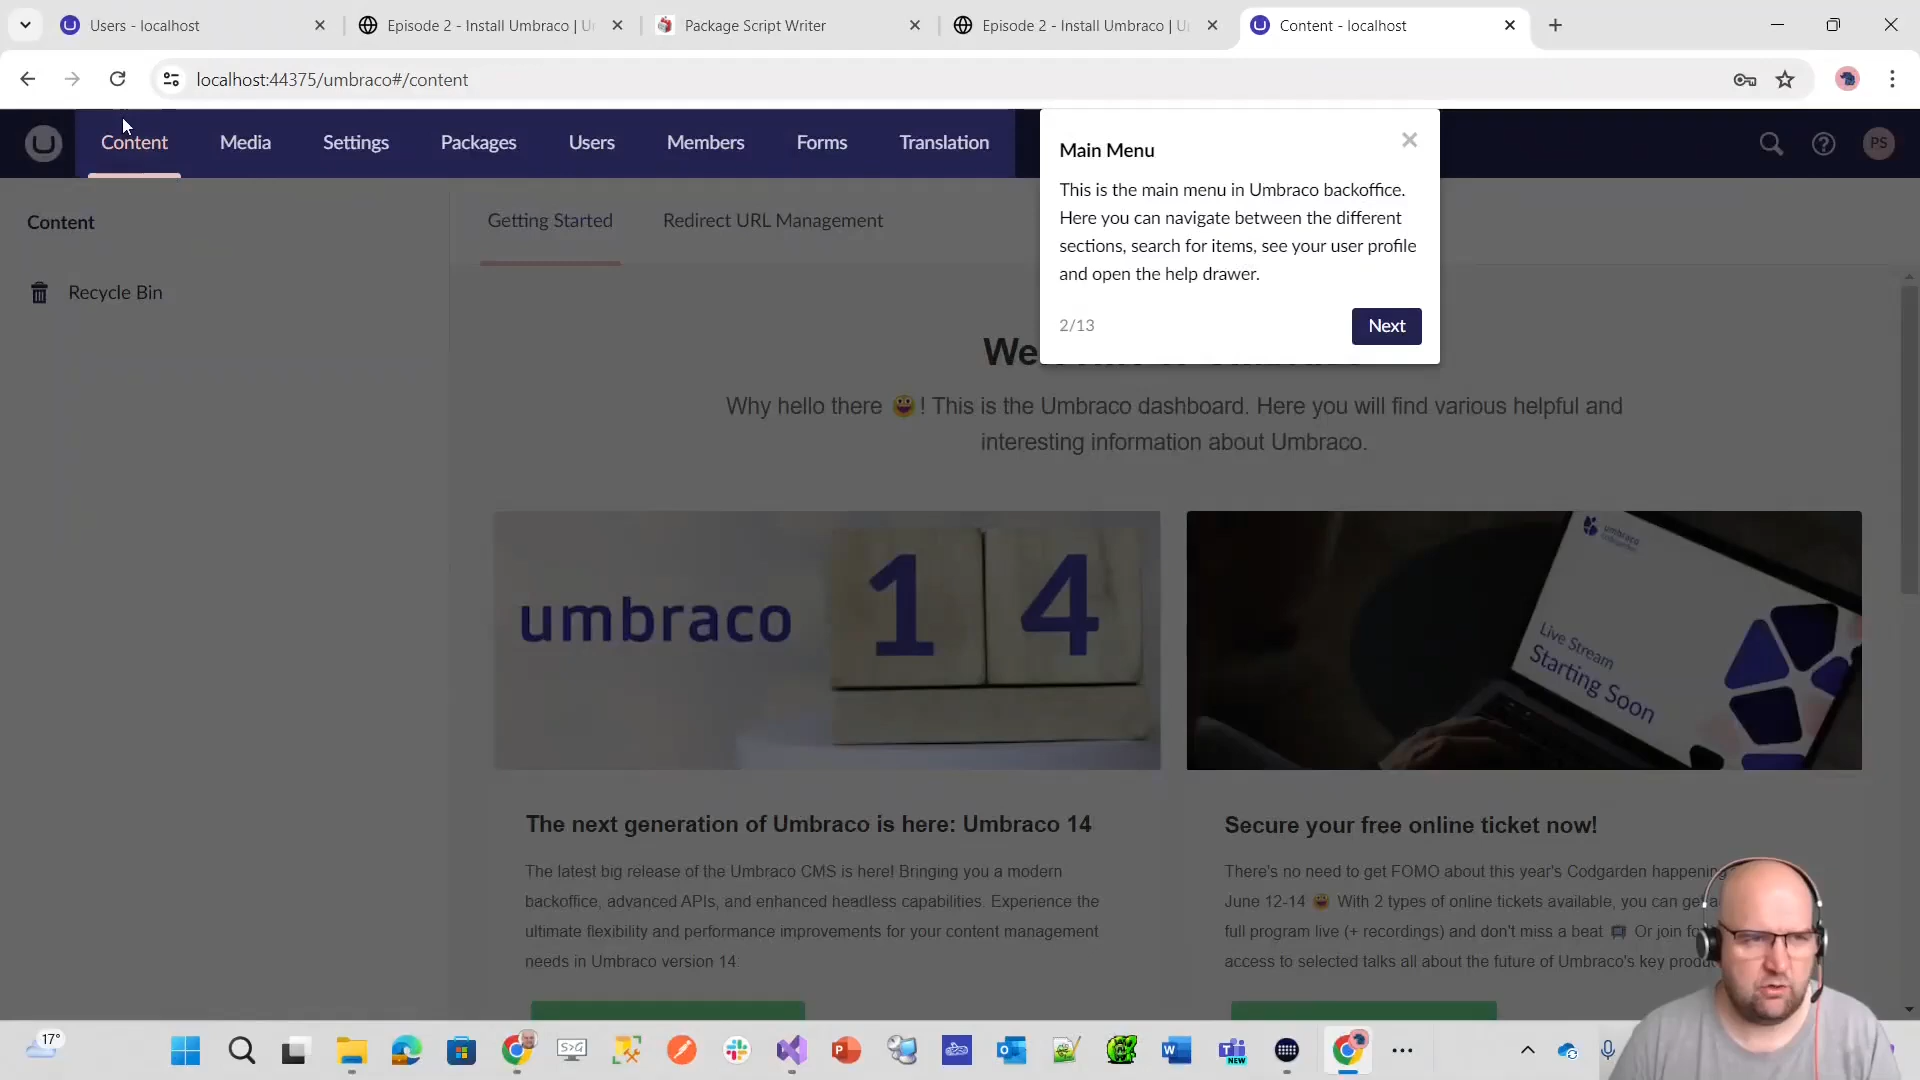 Users - localhost
Episode 2 - Install Umbraco | U
Package Script Writer
Episode 2 - Install Umbraco | U
Content - localhost
localhost:44375/umbraco#/content
Content
Media
Settings
Packages
Users
Members
Forms
Translation
PS
Main Menu
This is the main menu in Umbraco backoffice.
Here you can navigate between the different
sections, search for items, see your user profile
and open the help drawer.
2/13
Next
Content
Recycle Bin
Getting Started
Redirect URL Management
We
Why hello there 😀! This is the Umbraco dashboard. Here you will find various helpful and
interesting information about Umbraco.
umbraco
14
umbraco
Live Stream
Starting Soon
The next generation of Umbraco is here: Umbraco 14
The latest big release of the Umbraco CMS is here! Bringing you a modern
backoffice, advanced APIs, and enhanced headless capabilities. Experience the
ultimate flexibility and performance improvements for your content management
needs in Umbraco version 14
Secure your free online ticket now!
There's no need to get FOMO about this year's Codgarden happening
June 12-14 😀 With 2 types of online tickets available, you can get a
full program live (+ recordings) and don't miss a beat 📺 Or join fo
access to selected talks all about the future of Umbraco's key produ
17°
S>G
NEW